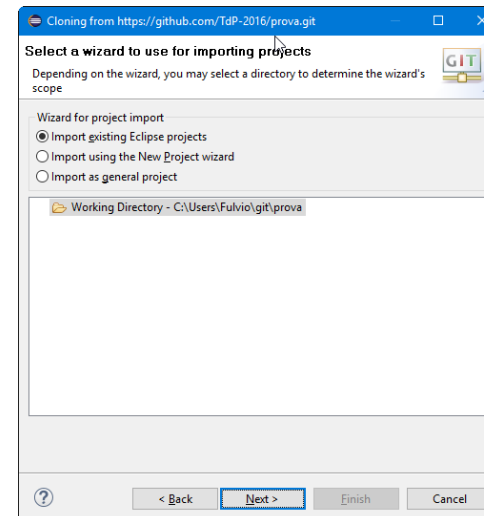 Cloning from https://github.com/TdP-2016/prova.git
Select a wizard to use for importing projects
Depending on the wizard, you may select a directory to determine the wizard's
scope
GIT
Wizard for project import
Import existing Eclipse projects
Import using the New Project wizard
Import as general project
Working Directory - C:\Users\Fulvio\git\prova
?
< Back
Next >
Finish
Cancel